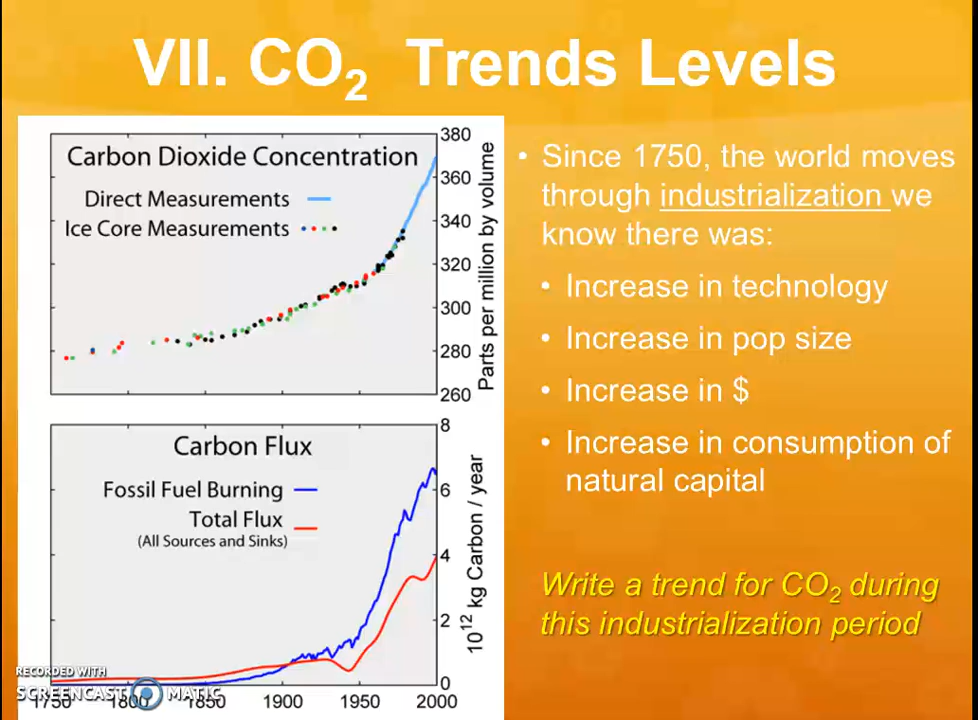 VII. CO₂ Trends Levels
Carbon Dioxide Concentration
Direct Measurements
Ice Core Measurements
380
360
340
320
300
280
260
Parts per million by volume
Carbon Flux
Fossil Fuel Burning
Total Flux
(All Sources and Sinks)
8
6
4
2
0
10¹² kg Carbon / year
1750 1800 1850 1900 1950 2000
RECORDED WITH
SCREENCAST MATIC
• Since 1750, the world moves
through industrialization we
know there was:
• Increase in technology
• Increase in pop size
• Increase in $
• Increase in consumption of
natural capital
Write a trend for CO₂ during
this industrialization period